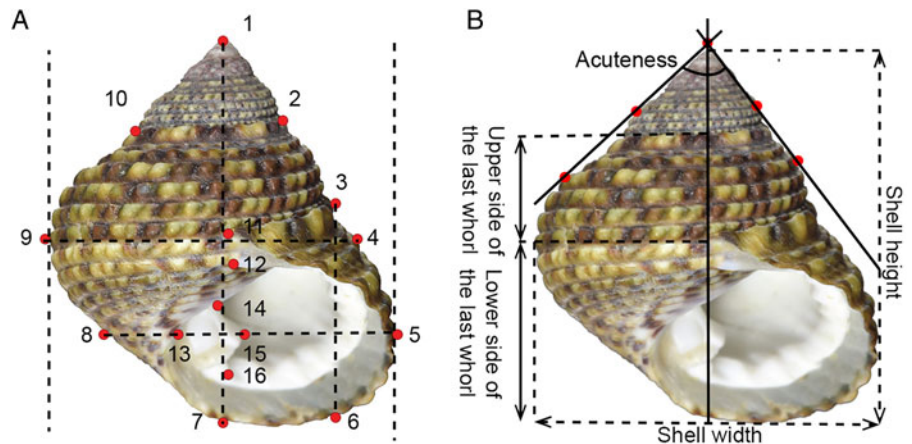 A
1
10
2
3
9
11
4
12
14
8
13
15
5
16
7
6
B
Acuteness
Upper side of
the last whorl
Lower side of
the last whorl
Shell height
Shell width